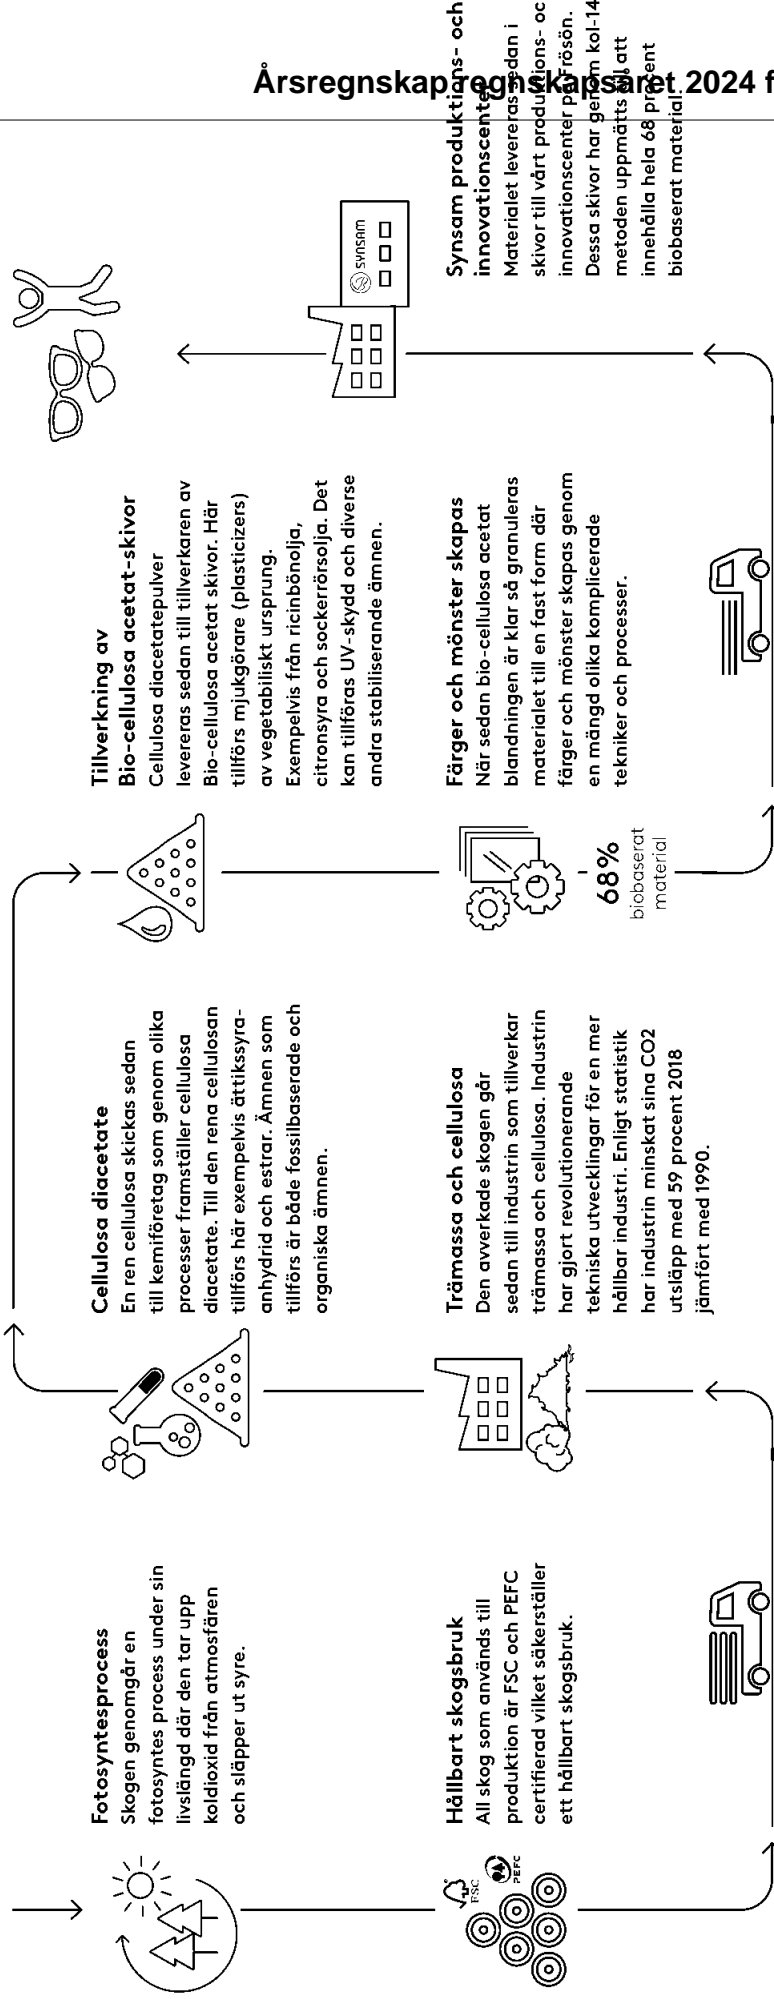 Årsregnskap regnskapsåret 2024 f
Fotosyntesprocess
Skogen genomgår en
fotosyntes process under sin
livslängd där den tar upp
koldioxid från atmosfären
och släpper ut syre.
FSC
PEFC
Hållbart skogsbruk
All skog som används till
produktion är FSC och PEFC
certifierad vilket säkerställer
ett hållbart skogsbruk.
Trämassa och cellulosa
Den avverkade skogen går
sedan till industrin som tillverkar
trämassa och cellulosa. Industrin
har gjort revolutionerande
tekniska utvecklingar för en mer
hållbar industri. Enligt statistik
har industrin minskat sina CO2
utsläpp med 59 procent 2018
jämfört med 1990.
Cellulosa diacetate
En ren cellulosa skickas sedan
till kemiföretag som genom olika
processer framställer cellulosa
diacetate. Till den rena cellulosan
tillförs här exempelvis ättikssyra-
anhydrid och estrar. Ämnen som
tillförs är både fossilbaserade och
organiska ämnen.
Tillverkning av
Bio-cellulosa acetat-skivor
Cellulosa diacetatepulver
levereras sedan till tillverkaren av
Bio-cellulosa acetat skivor. Här
tillförs mjukgörare (plasticizers)
av vegetabiliskt ursprung.
Exempelvis från ricinbönolja,
citronsyra och sockerrörsolja. Det
kan tillföras UV-skydd och diverse
andra stabiliserande ämnen.
Färger och mönster skapas
När sedan bio-cellulosa acetat
blandningen är klar så granuleras
materialet till en fast form där
färger och mönster skapas genom
en mängd olika komplicerade
tekniker och processer.
68%
biobaserat
material
Synsam produktions- och
innovationscenter
Materialet levereras sedan i
skivor till vårt produktions- oc
innovationscenter på Frösön.
Dessa skivor har genom kol-14
metoden uppmätts till att
innehålla hela 68 procent
biobaserat material.
SYNSAM